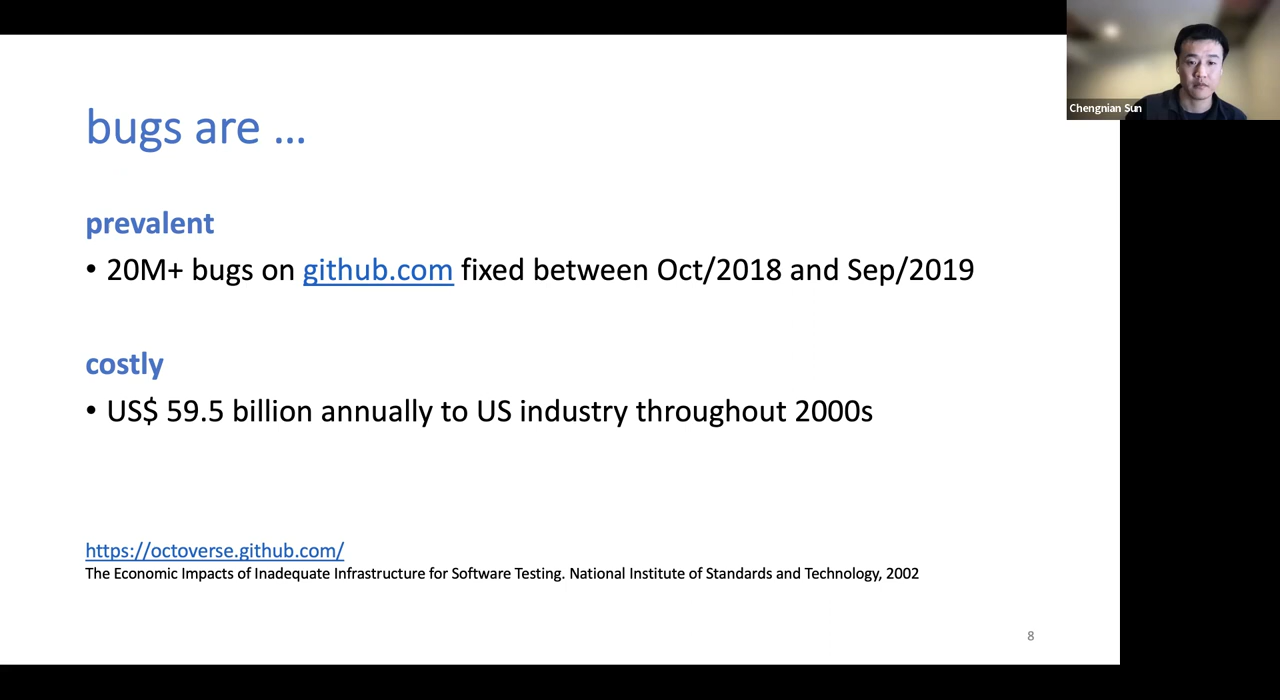 Chengnian Sun
bugs are ...
prevalent
• 20M+ bugs on github.com fixed between Oct/2018 and Sep/2019
costly
• US$ 59.5 billion annually to US industry throughout 2000s
https://octoverse.github.com/
The Economic Impacts of Inadequate Infrastructure for Software Testing. National Institute of Standards and Technology, 2002
8